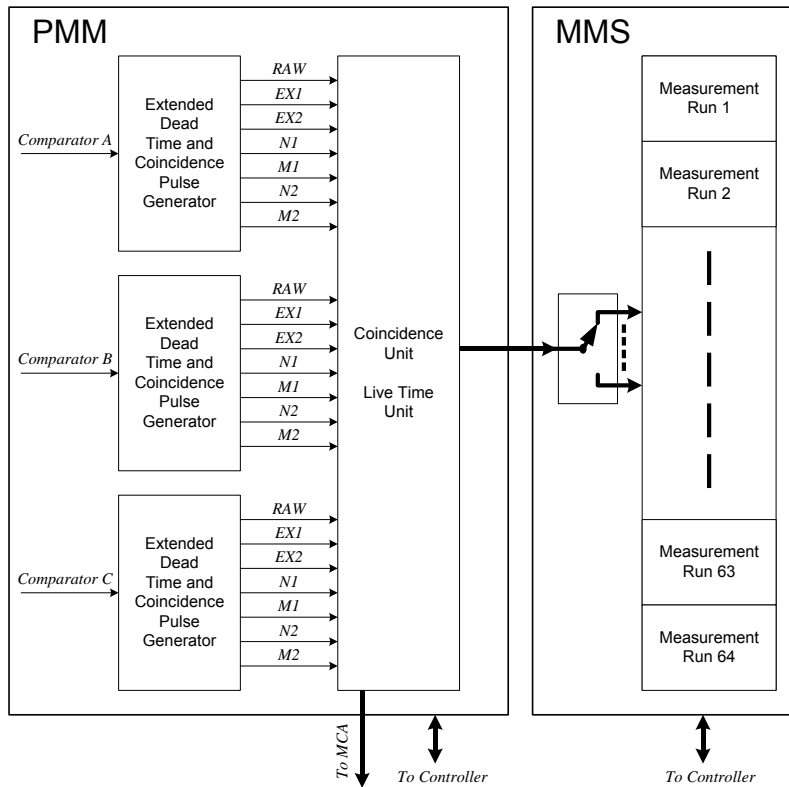 PMM
MMS
Comparator A
Extended
Dead
Time and
Coincidence
Pulse
Generator
RAW
EX1
EX2
N1
M1
N2
M2
Comparator B
Extended
Dead
Time and
Coincidence
Pulse
Generator
RAW
EX1
EX2
N1
M1
N2
M2
Comparator C
Extended
Dead
Time and
Coincidence
Pulse
Generator
RAW
EX1
EX2
N1
M1
N2
M2
Coincidence
Unit
Live Time
Unit
Measurement
Run 1
Measurement
Run 2
Measurement
Run 63
Measurement
Run 64
To MCA
To Controller
To Controller